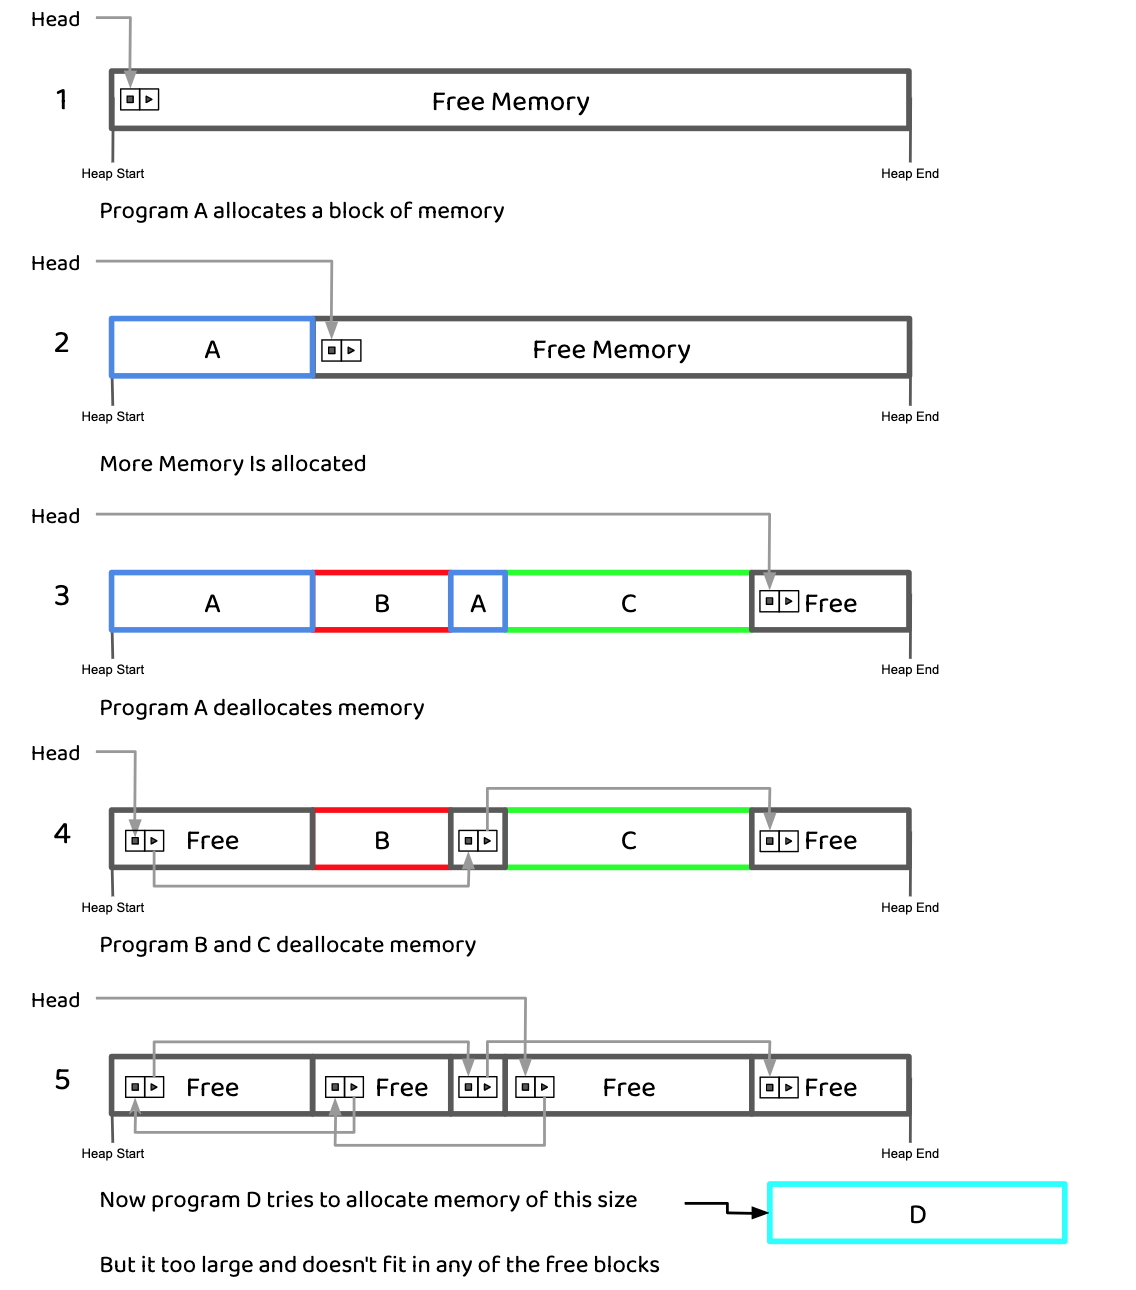 Head
1
Free Memory
Heap Start
Heap End
Program A allocates a block of memory
Head
2
A
Free Memory
Heap Start
Heap End
More Memory Is allocated
Head
3
A
B
A
C
Free
Heap Start
Heap End
Program A deallocates memory
Head
4
Free
B
C
Free
Heap Start
Heap End
Program B and C deallocate memory
Head
5
Free
Free
Free
Free
Heap Start
Heap End
Now program D tries to allocate memory of this size
D
But it too large and doesn't fit in any of the free blocks